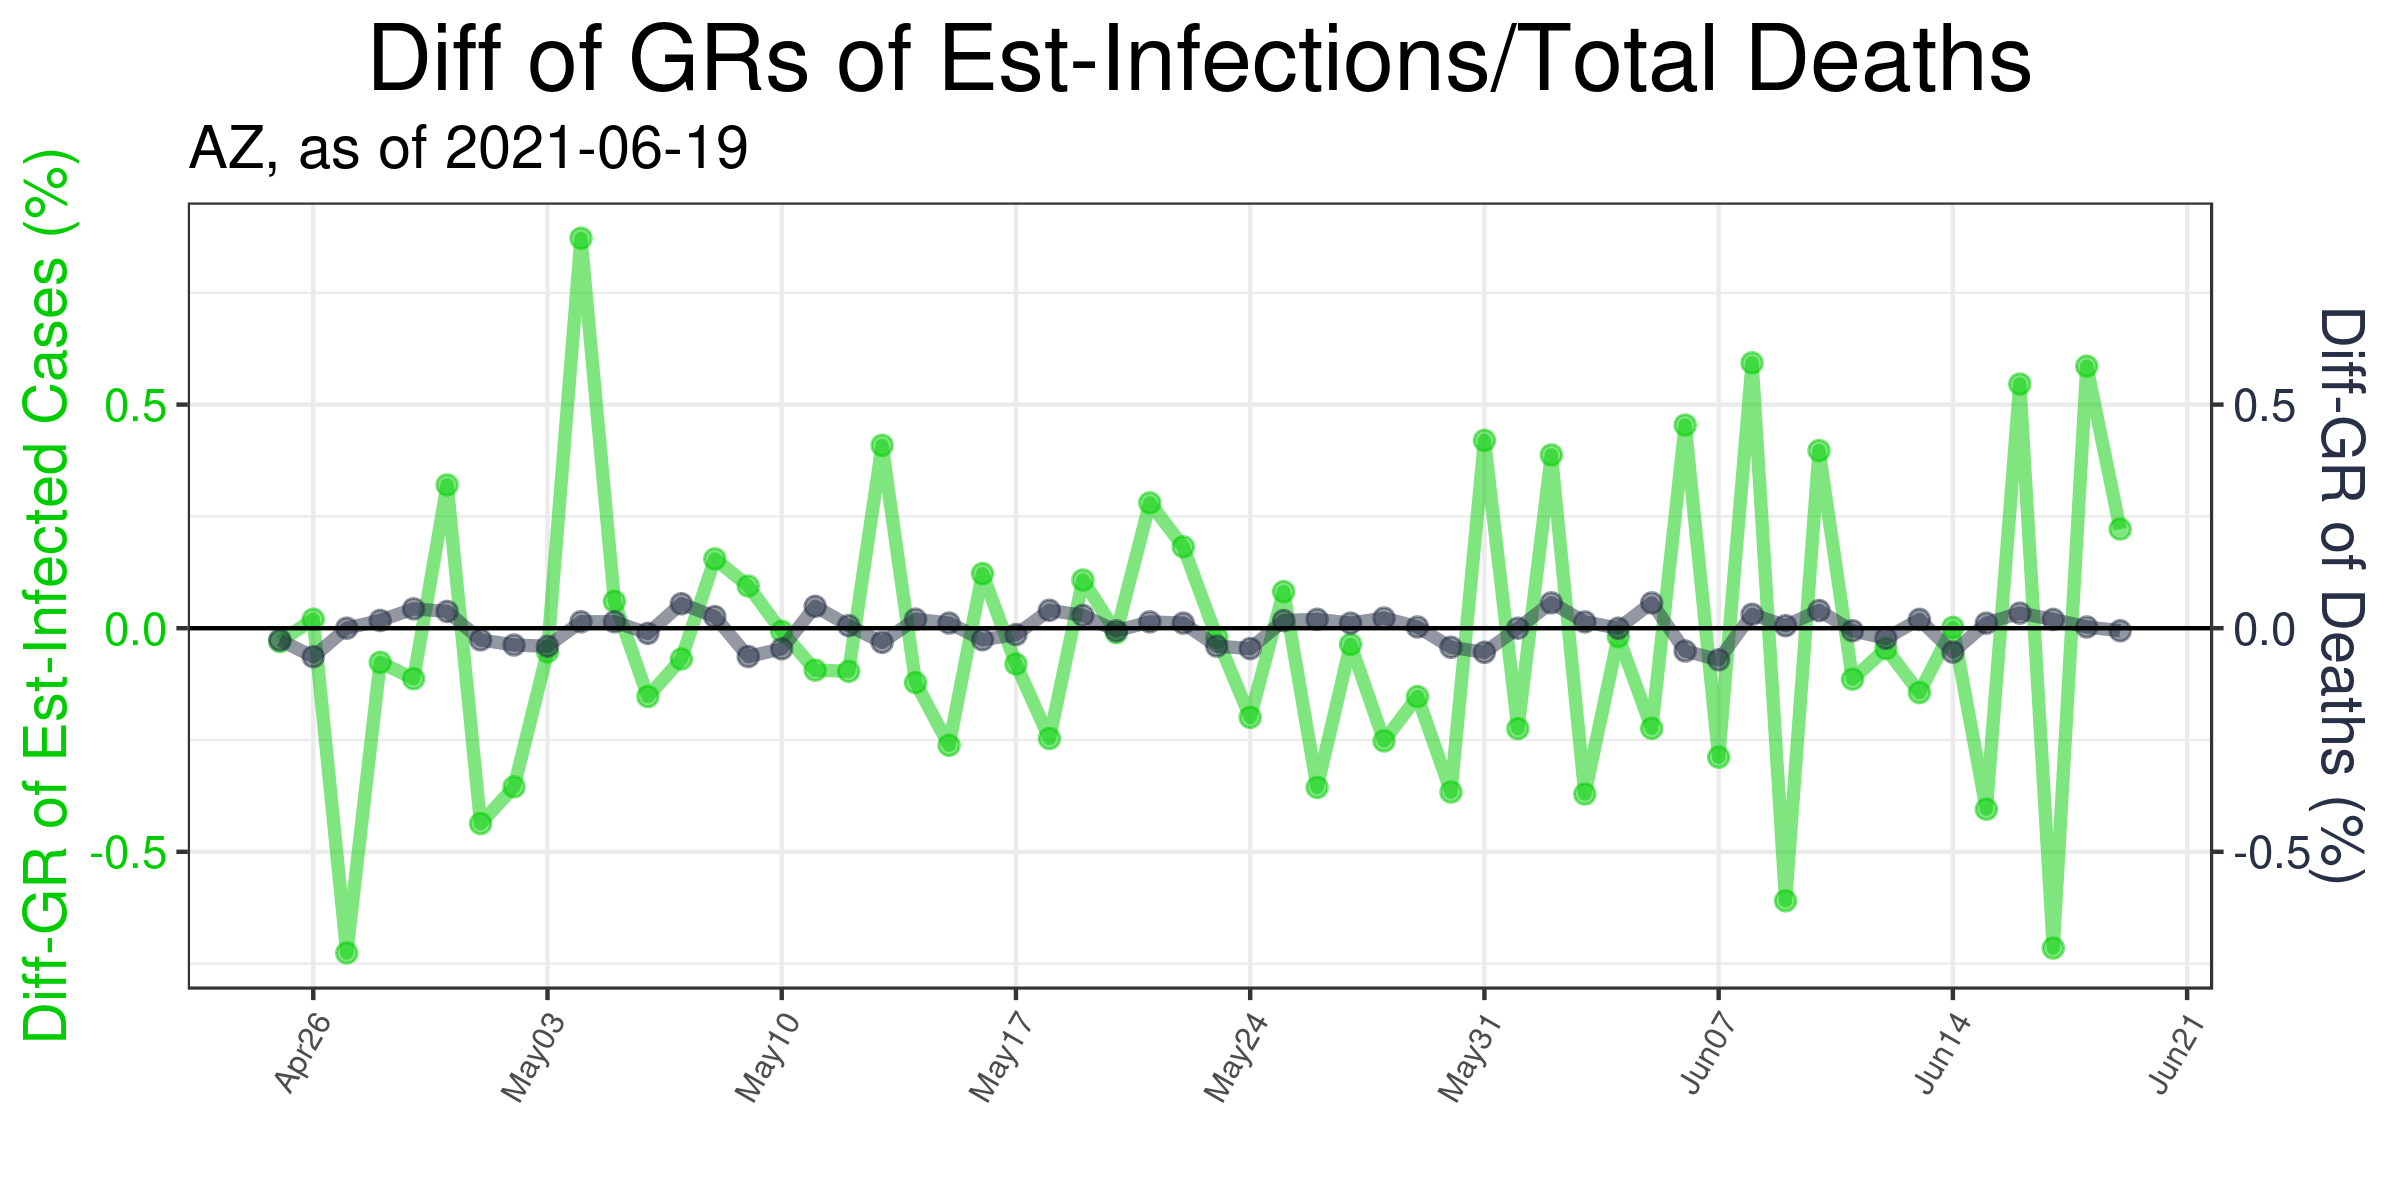 Diff of GRs of Est-Infections/Total Deaths
AZ, as of 2021-06-19
Diff-GR of Est-Infected Cases (%)
0.5
0.0
-0.5
0.5
0.0
-0.5
Diff-GR of Deaths (%)
Apr26
May03
May10
May17
May24
May31
Jun07
Jun14
Jun21